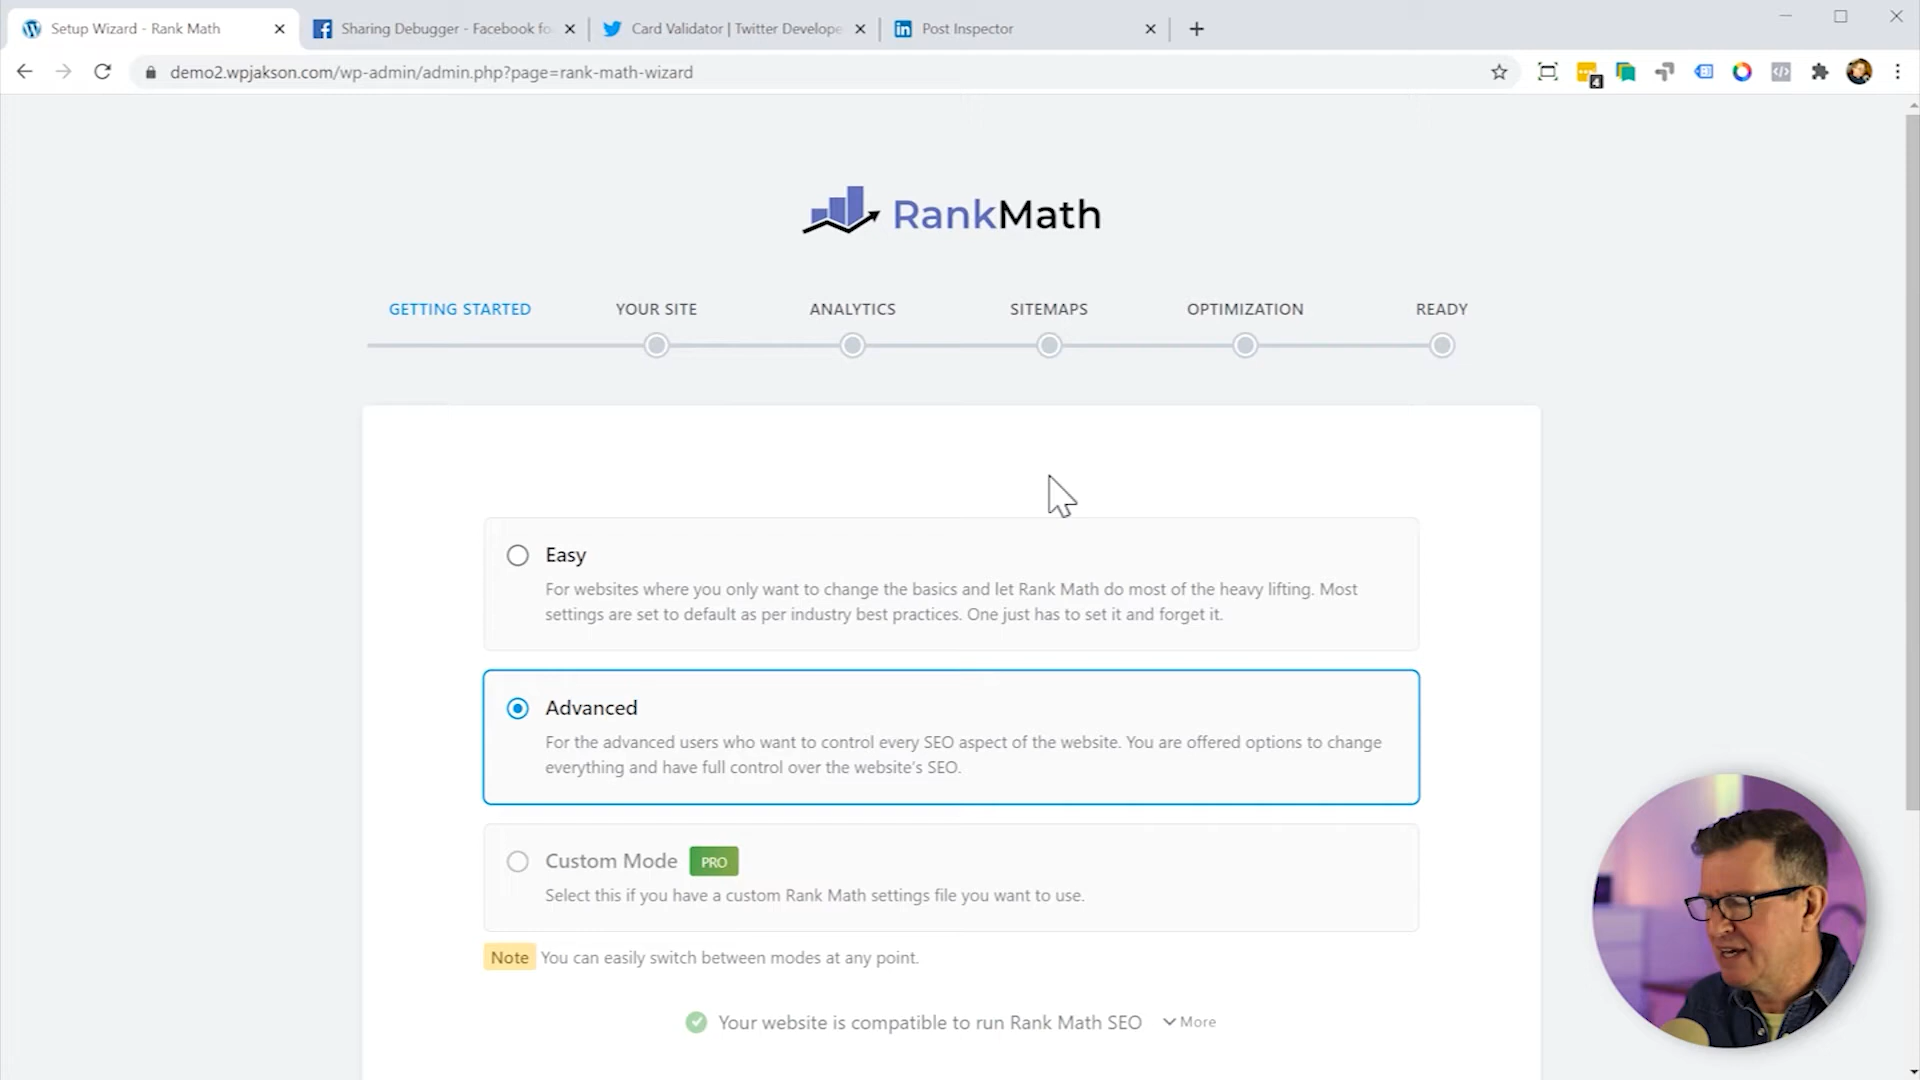 Setup Wizard - Rank Math
Sharing Debugger - Facebook fo
Card Validator | Twitter Develope
Post Inspector
demo2.wpjakson.com/wp-admin/admin.php?page=rank-math-wizard
4
RankMath
GETTING STARTED
YOUR SITE
ANALYTICS
SITEMAPS
OPTIMIZATION
READY
Easy
For websites where you only want to change the basics and let Rank Math do most of the heavy lifting. Most
settings are set to default as per industry best practices. One just has to set it and forget it.
Advanced
For the advanced users who want to control every SEO aspect of the website. You are offered options to change
everything and have full control over the website's SEO.
Custom Mode PRO
Select this if you have a custom Rank Math settings file you want to use.
Note You can easily switch between modes at any point.
Your website is compatible to run Rank Math SEO More